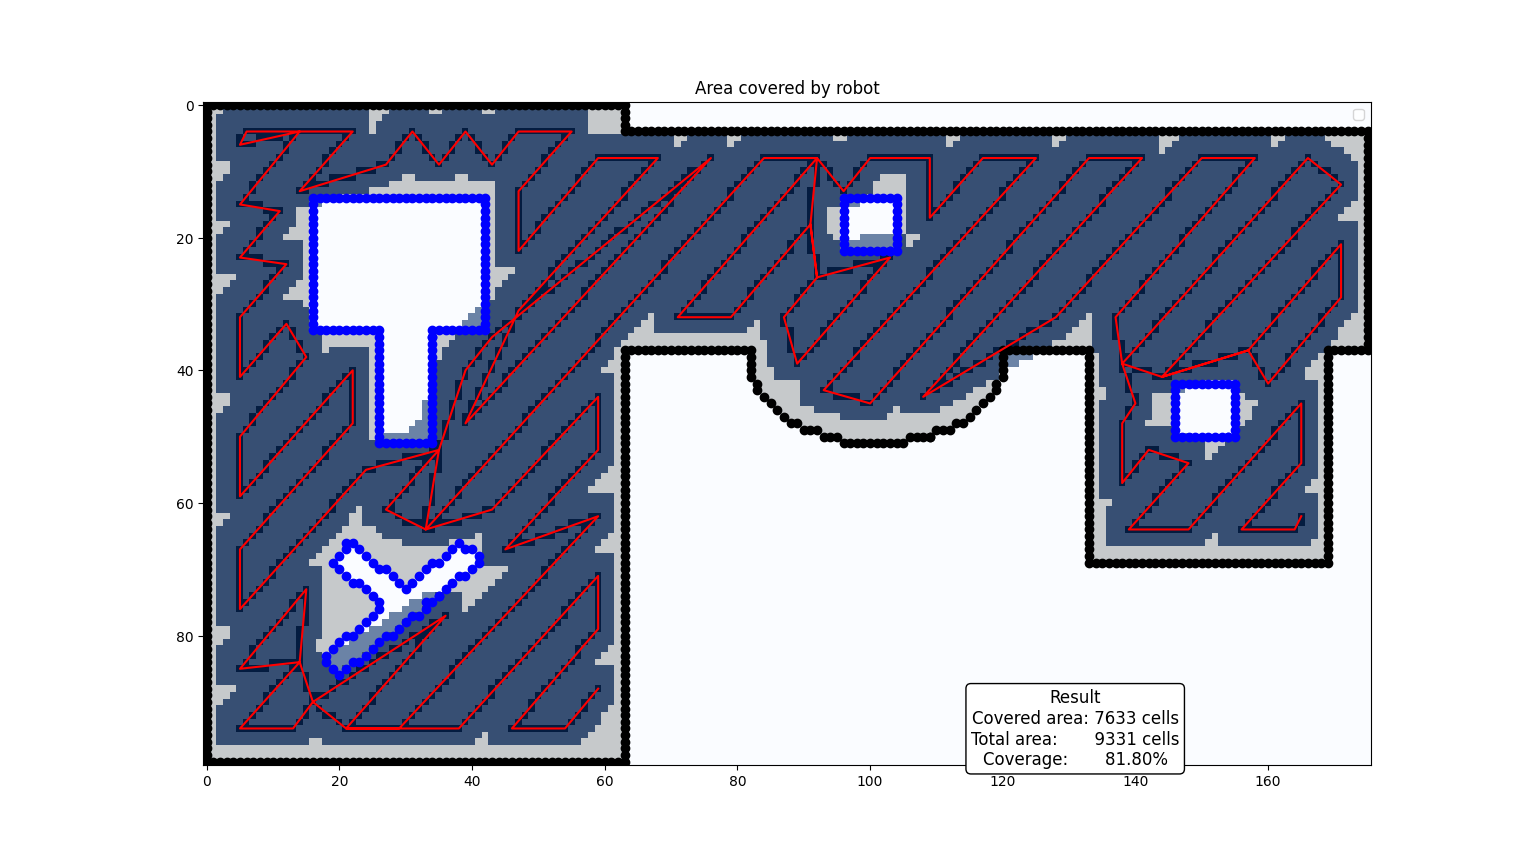 Area covered by robot
0
20
40
60
80
Result
Covered area: 7633 cells
Total area: 9331 cells
Coverage: 81.80%
0 20 40 60 80 100 120 140 160